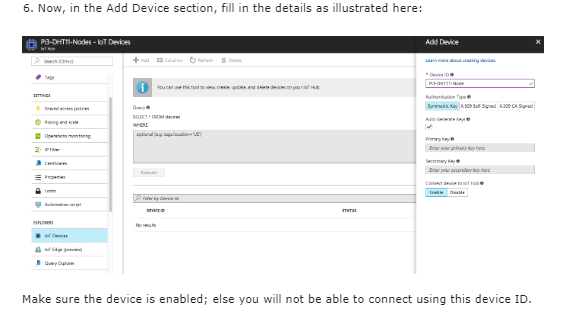 6. Now, in the Add Device section, fill in the details as illustrated here:
Pi3-DHT11-Nodes - IoT Devices
IoT Hub
Add Device
Search (Ctrl+/)
Add
Columns
Refresh
Delete
Learn more about creating devices.
Tags
SETTINGS
Shared access policies
Pricing and scale
Operations monitoring
IP Filter
Certificates
Properties
Locks
Automation script
EXPLORERS
IoT Devices
IoT Edge (preview)
Query Explorer
You can use this tool to view, create, update, and delete devices on your IoT Hub.
Query
SELECT * FROM devices
WHERE
optional (e.g. tags.location='US')
Execute
Filter by Device Id
DEVICE ID
STATUS
No results
* Device ID
Pi3-DHT11-Node
Authentication Type
Symmetric Key X.509 Self-Signed X.509 CA Signed
Auto Generate Keys
Primary Key
Enter your primary key here
Secondary Key
Enter your secondary key here
Connect device to IoT Hub
Enable Disable
Make sure the device is enabled; else you will not be able to connect using this device ID.